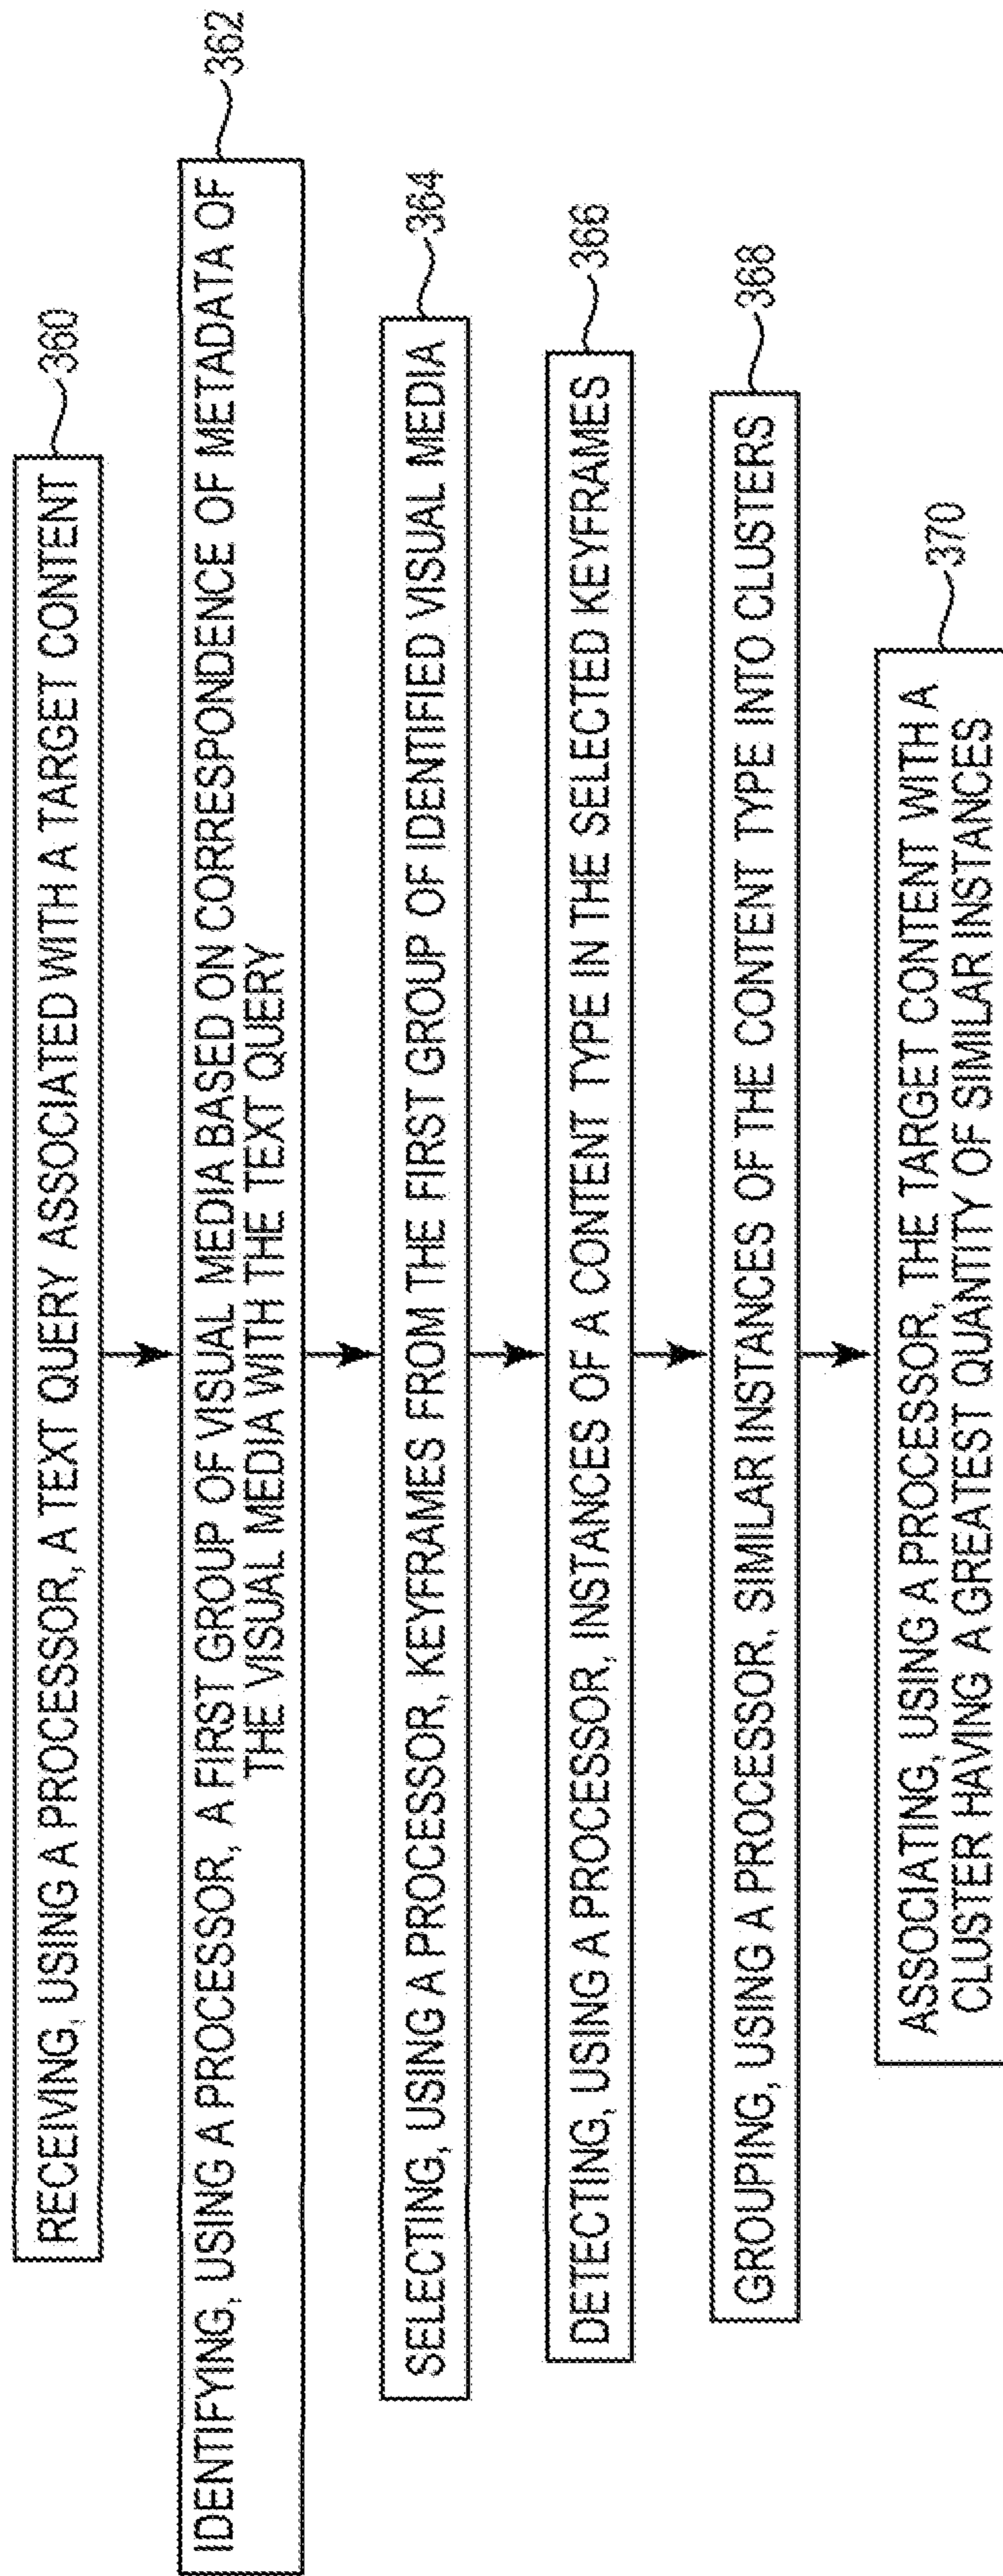 RECEIVING, USING A PROCESSOR, A TEXT QUERY ASSOCIATED WITH A TARGET CONTENT
360
IDENTIFYING, USING A PROCESSOR, A FIRST GROUP OF VISUAL MEDIA BASED ON CORRESPONDENCE OF METADATA OF
THE VISUAL MEDIA WITH THE TEXT QUERY
362
SELECTING, USING A PROCESSOR, KEYFRAMES FROM THE FIRST GROUP OF IDENTIFIED VISUAL MEDIA
364
DETECTING, USING A PROCESSOR, INSTANCES OF A CONTENT TYPE IN THE SELECTED KEYFRAMES
366
GROUPING, USING A PROCESSOR, SIMILAR INSTANCES OF THE CONTENT TYPE INTO CLUSTERS
368
ASSOCIATING, USING A PROCESSOR, THE TARGET CONTENT WITH A
CLUSTER HAVING A GREATEST QUANTITY OF SIMILAR INSTANCES
370